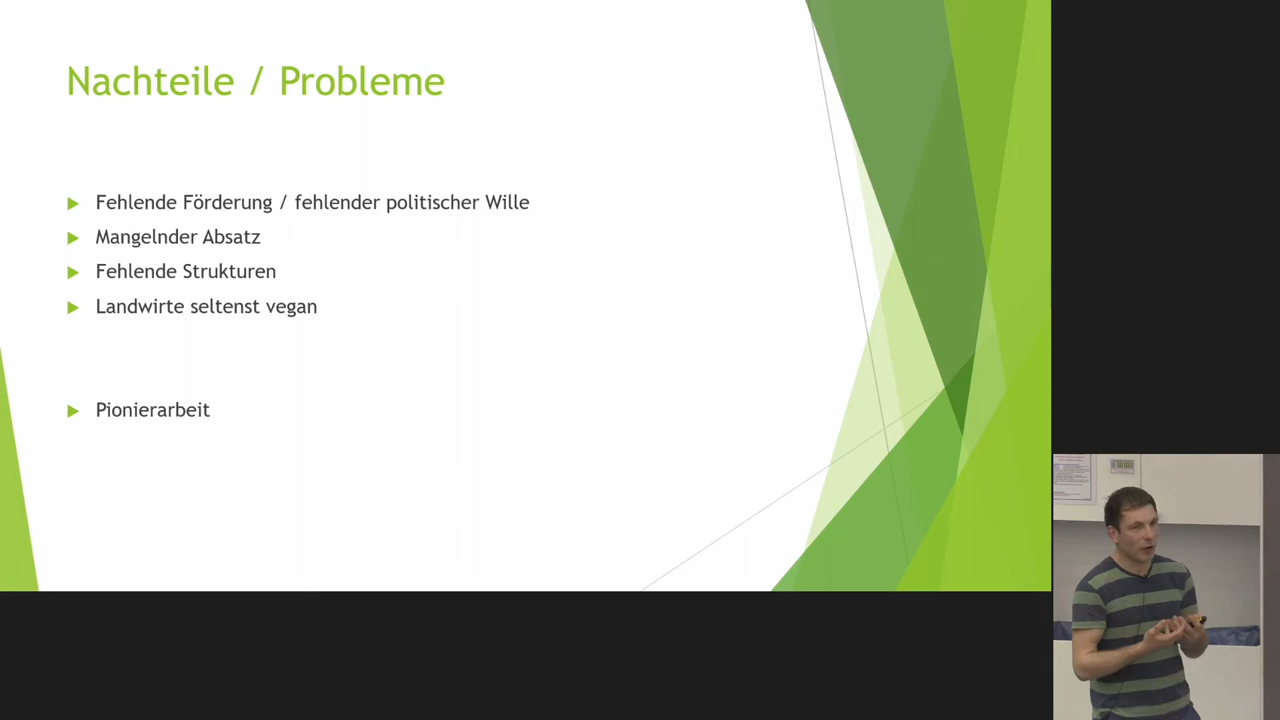 Nachteile / Probleme
Fehlende Förderung / fehlender politischer Wille
Mangelnder Absatz
Fehlende Strukturen
Landwirte seltenst vegan
Pionierarbeit